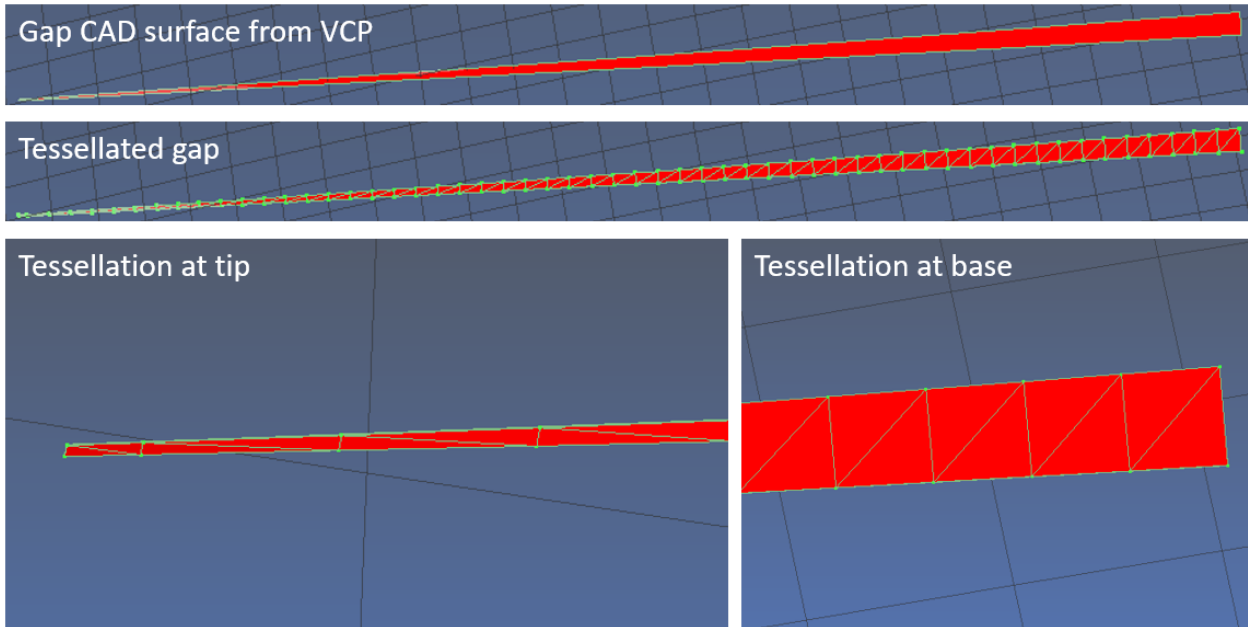 Gap CAD surface from VCP
Tessellated gap
Tessellation at tip
Tessellation at base